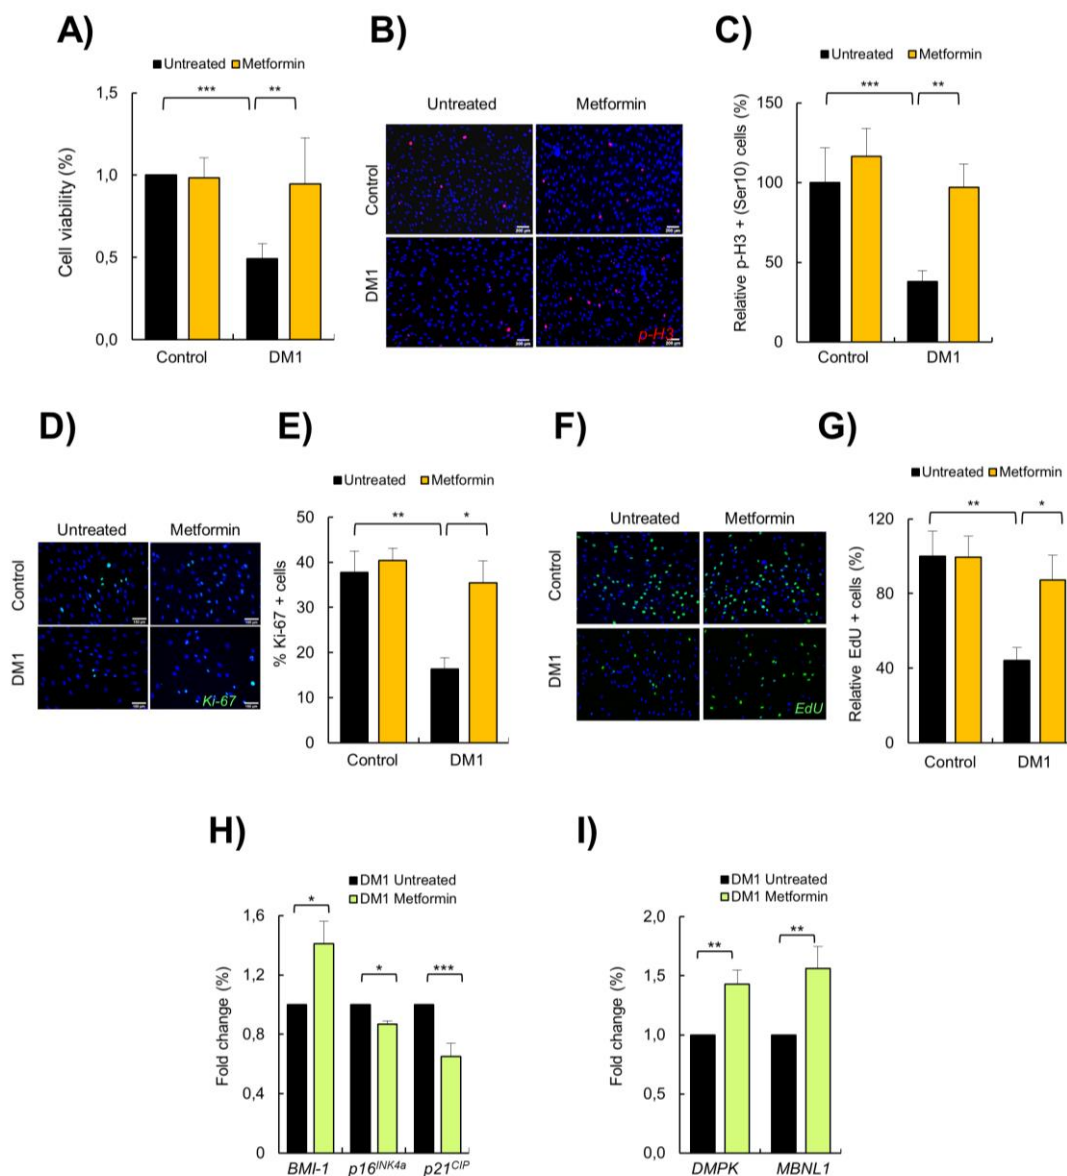 A)
Untreated Metformin
*** **
Cell viability (%)
1,5
1,0
0,5
0,0
Control DM1
B)
Untreated Metformin
Control
DM1
p-H3
C)
Untreated Metformin
*** **
Relative p-H3 + (Ser10) cells (%)
150
100
50
0
Control DM1
D)
Untreated Metformin
Control
DM1
Ki-67
E)
Untreated Metformin
** *
% Ki-67 + cells
50
40
30
20
10
0
Control DM1
F)
Untreated Metformin
Control
DM1
EdU
G)
Untreated Metformin
** *
Relative EdU + cells (%)
120
80
40
0
Control DM1
H)
DM1 Untreated
DM1 Metformin
* * ***
Fold change (%)
1,6
1,2
0,8
0,4
0
BMI-1 p16INK4a p21CIP
I)
DM1 Untreated
DM1 Metformin
** **
Fold change (%)
2,0
1,5
1,0
0,5
0,0
DMPK MBNL1